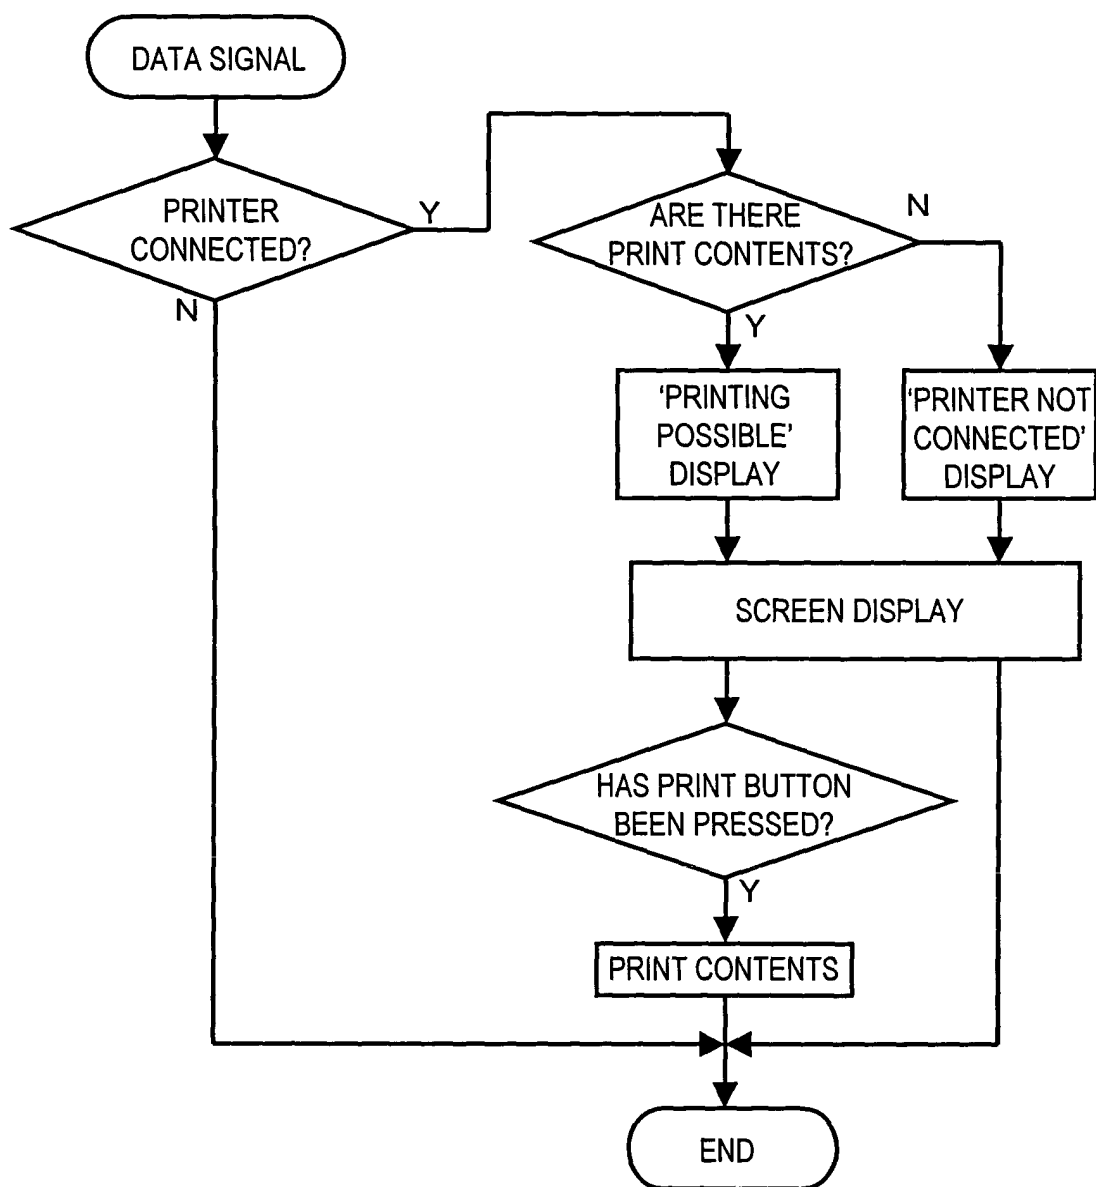 DATA SIGNAL
PRINTER
CONNECTED?
Y
N
ARE THERE
PRINT CONTENTS?
N
Y
‘PRINTING
POSSIBLE’
DISPLAY
‘PRINTER NOT
CONNECTED’
DISPLAY
SCREEN DISPLAY
HAS PRINT BUTTON
BEEN PRESSED?
Y
PRINT CONTENTS
END